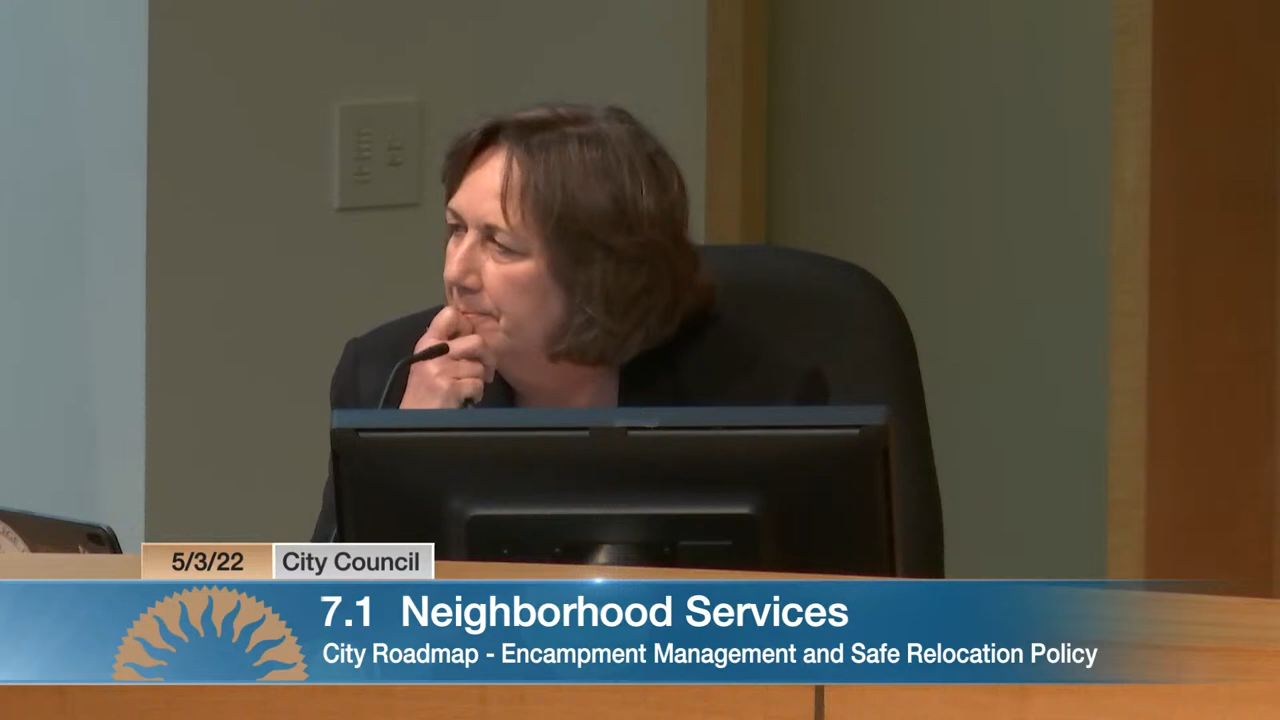 5/3/22 City Council
7.1 Neighborhood Services
City Roadmap - Encampment Management and Safe Relocation Policy